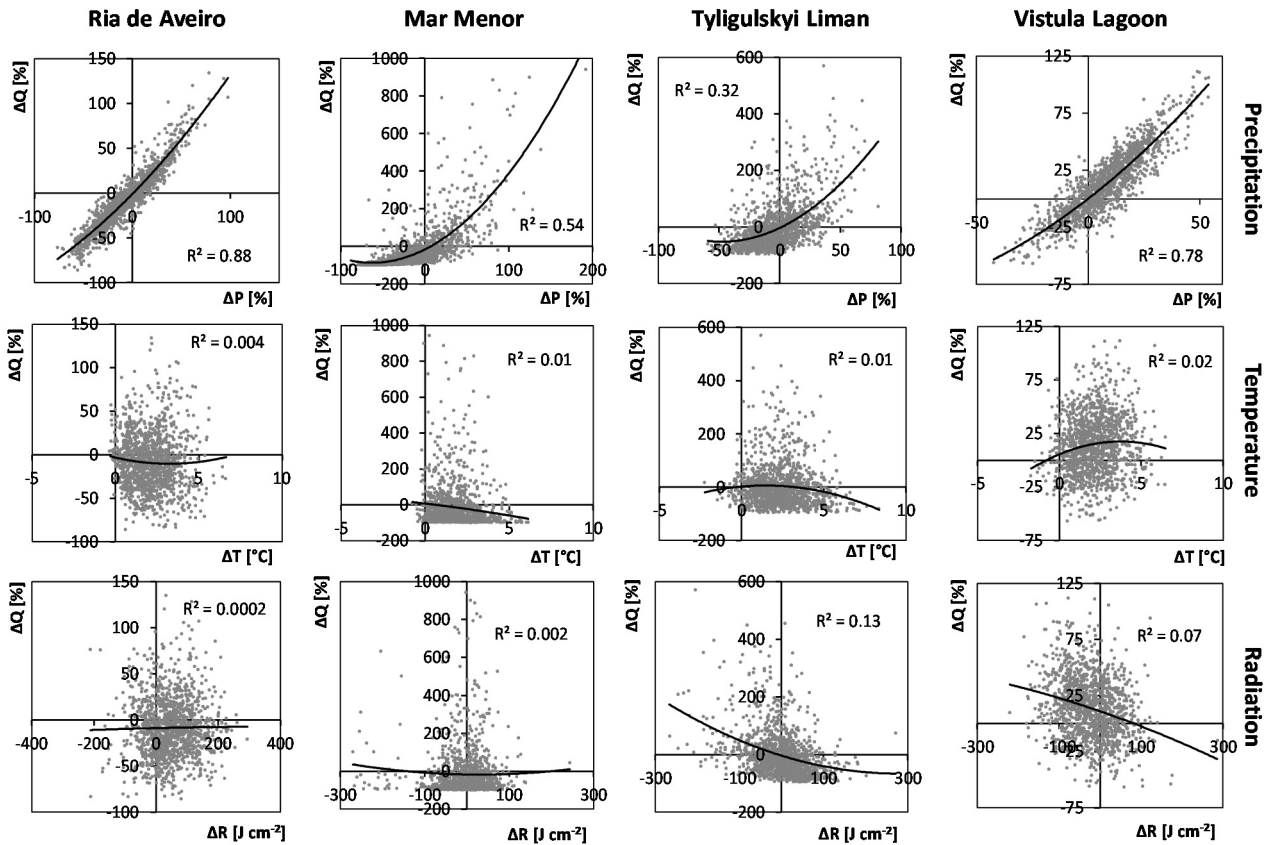 Ria de Aveiro Mar Menor Tyligulskyi Liman Vistula Lagoon
ΔQ [%] 150 100 50 0 -50 -100 -100 0 100 R² = 0.88 ΔP [%]
ΔQ [%] 1000 800 600 400 200 0 -200 -100 0 100 200 R² = 0.54 ΔP [%]
ΔQ [%] 600 400 200 0 -200 -100 -50 0 50 100 R² = 0.32 ΔP [%]
ΔQ [%] 125 75 25 -25 -75 -50 0 50 R² = 0.78 ΔP [%]
Precipitation
ΔQ [%] 150 100 50 0 -50 -100 -5 0 5 10 R² = 0.004 ΔT [°C]
ΔQ [%] 1000 800 600 400 200 0 -200 -5 0 5 10 R² = 0.01 ΔT [°C]
ΔQ [%] 600 400 200 0 -200 -5 0 5 10 R² = 0.01 ΔT [°C]
ΔQ [%] 125 75 25 -25 -75 -5 0 5 10 R² = 0.02 ΔT [°C]
Temperature
ΔQ [%] 150 100 50 0 -50 -100 -400 -200 0 200 400 R² = 0.0002 ΔR [J cm⁻²]
ΔQ [%] 1000 800 600 400 200 0 -200 -300 -100 100 300 R² = 0.002 ΔR [J cm⁻²]
ΔQ [%] 600 400 200 0 -200 -300 -100 100 300 R² = 0.13 ΔR [J cm⁻²]
ΔQ [%] 125 75 25 -25 -75 -300 -100 100 300 R² = 0.07 ΔR [J cm⁻²]
Radiation